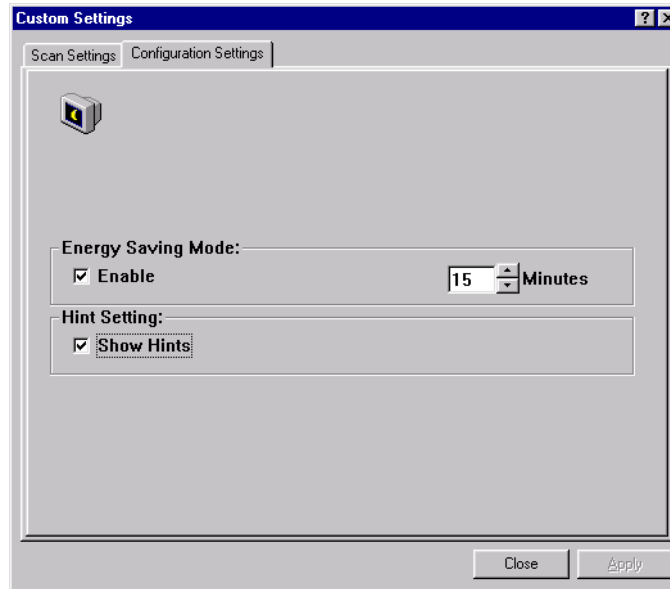 Custom Settings
Scan Settings Configuration Settings
Energy Saving Mode:
Enable 15 Minutes
Hint Setting:
Show Hints
Close Apply